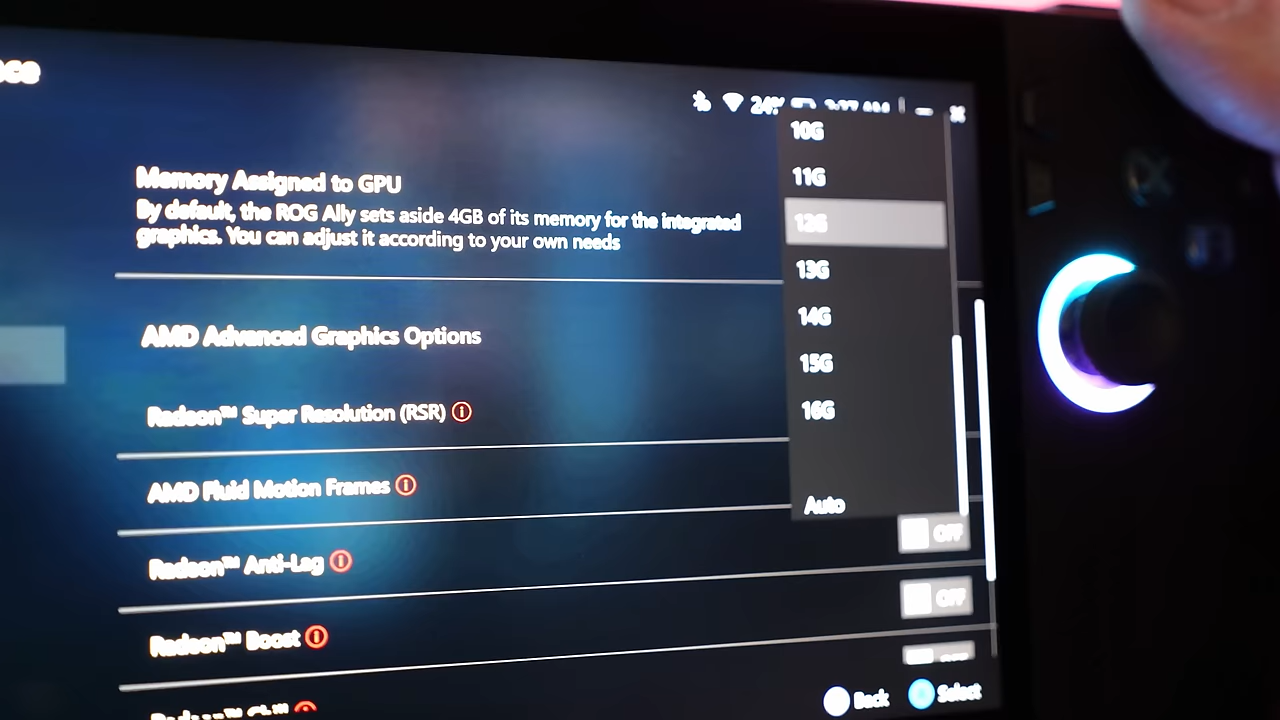 ce
24%
10G
11G
12G
13G
14G
15G
16G
Auto
Memory Assigned to GPU
By default, the ROG Ally sets aside 4GB of its memory for the integrated
graphics. You can adjust it according to your own needs
AMD Advanced Graphics Options
Radeon™ Super Resolution (RSR)
AMD Fluid Motion Frames
Radeon™ Anti-Lag
OFF
Radeon™ Boost
OFF
Back
Select